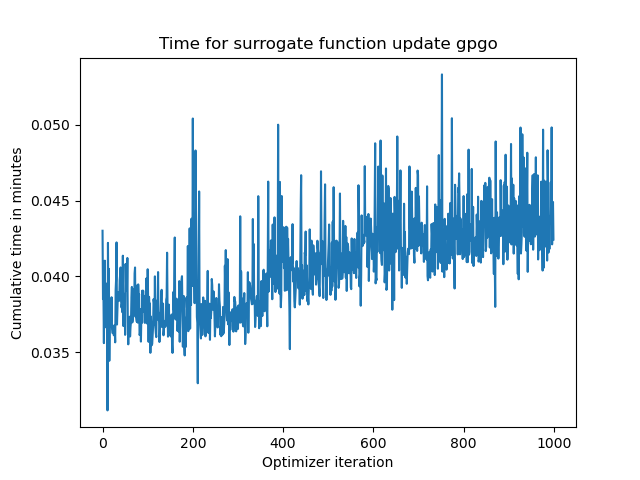 Time for surrogate function update gpgo
0.050
0.045
0.040
0.035
Cumulative time in minutes
0 200 400 600 800 1000
Optimizer iteration